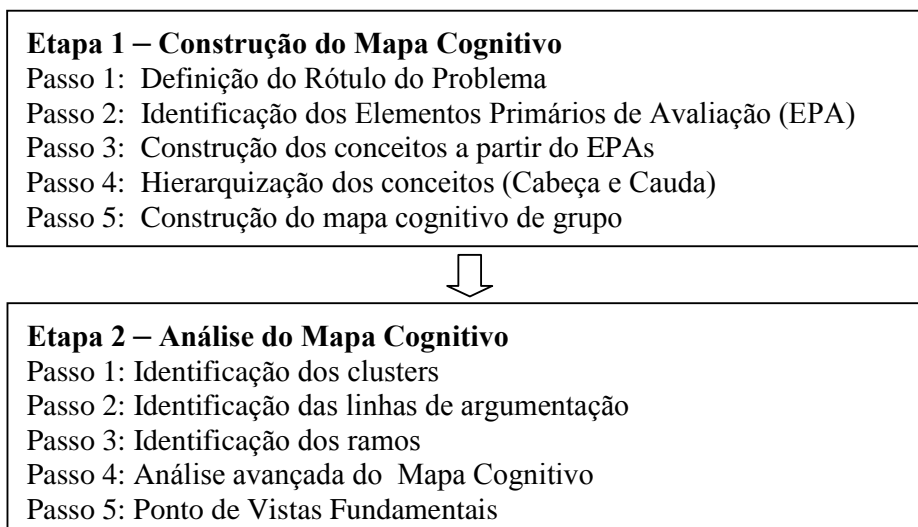 Etapa 1 – Construção do Mapa Cognitivo
Passo 1: Definição do Rótulo do Problema
Passo 2: Identificação dos Elementos Primários de Avaliação (EPA)
Passo 3: Construção dos conceitos a partir do EPAs
Passo 4: Hierarquização dos conceitos (Cabeça e Cauda)
Passo 5: Construção do mapa cognitivo de grupo
Etapa 2 – Análise do Mapa Cognitivo
Passo 1: Identificação dos clusters
Passo 2: Identificação das linhas de argumentação
Passo 3: Identificação dos ramos
Passo 4: Análise avançada do Mapa Cognitivo
Passo 5: Ponto de Vistas Fundamentais